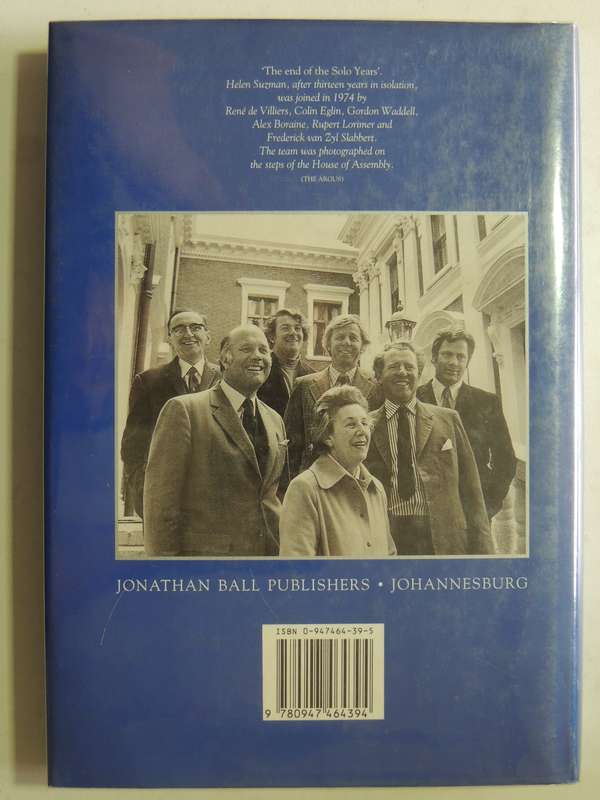 ‘The end of the Solo Years’.
Helen Suzman, after thirteen years in isolation,
was joined in 1974 by
René de Villiers, Colin Eglin, Gordon Waddell,
Alex Boraine, Rupert Lorimer and
Frederick van Zyl Slabbert.
The team was photographed on
the steps of the House of Assembly.
(THE ARGUS)
JONATHAN BALL PUBLISHERS • JOHANNESBURG
ISBN 0-947464-39-5
9 780947 464394